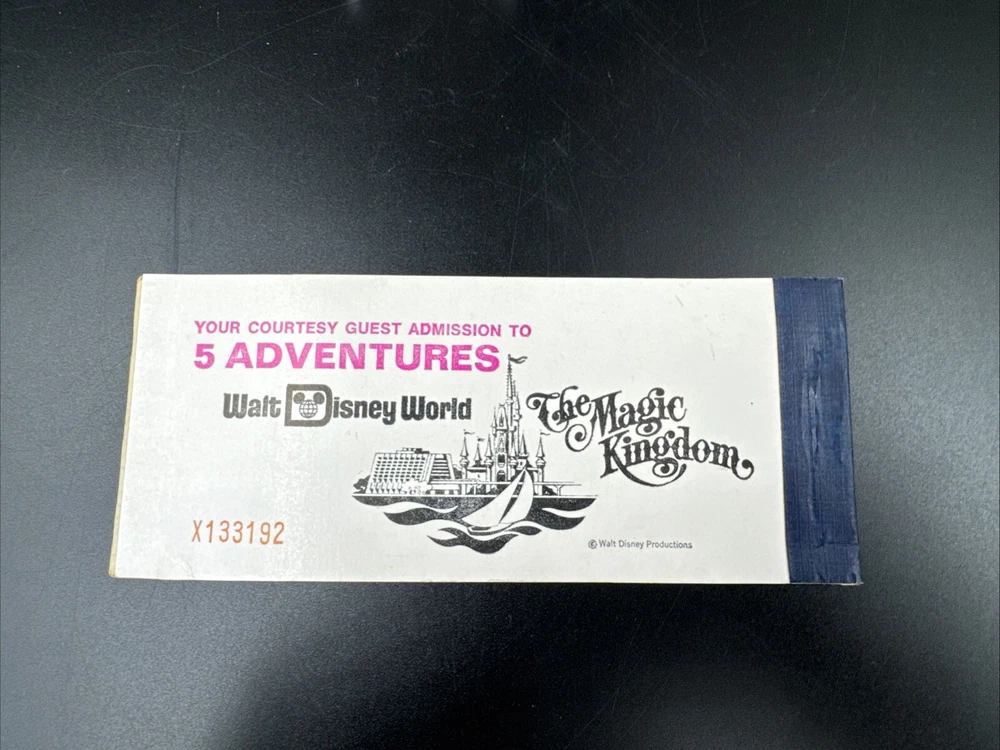 YOUR COURTESY GUEST ADMISSION TO
5 ADVENTURES
Walt Disney World
The Magic
Kingdom
X133192
© Walt Disney Productions